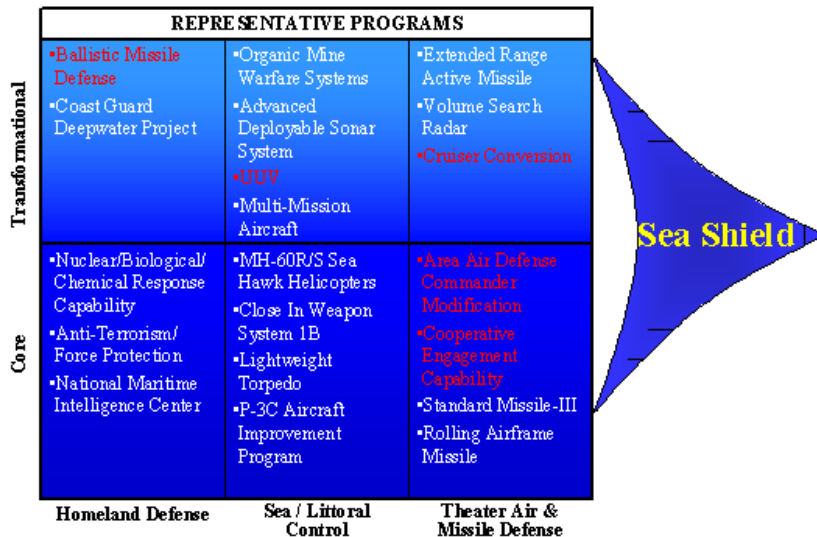 REPRESENTATIVE PROGRAMS
Transformational
▪Ballistic Missile
Defense
▪Coast Guard
Deepwater Project
▪Organic Mine
Warfare Systems
▪Advanced
Deployable Sonar
System
▪UUV
▪Multi-Mission
Aircraft
▪Extended Range
Active Missile
▪Volume Search
Radar
▪Cruiser Conversion
Core
▪Nuclear/Biological/
Chemical Response
Capability
▪Anti-Terrorism/
Force Protection
▪National Maritime
Intelligence Center
▪MH-60R/S Sea
Hawk Helicopters
▪Close In Weapon
System 1B
▪Lightweight
Torpedo
▪P-3C Aircraft
Improvement
Program
▪Area Air Defense
Commander
Modification
▪Cooperative
Engagement
Capability
▪Standard Missile-III
▪Rolling Airframe
Missile
Homeland Defense
Sea / Littoral
Control
Theater Air &
Missile Defense
Sea Shield